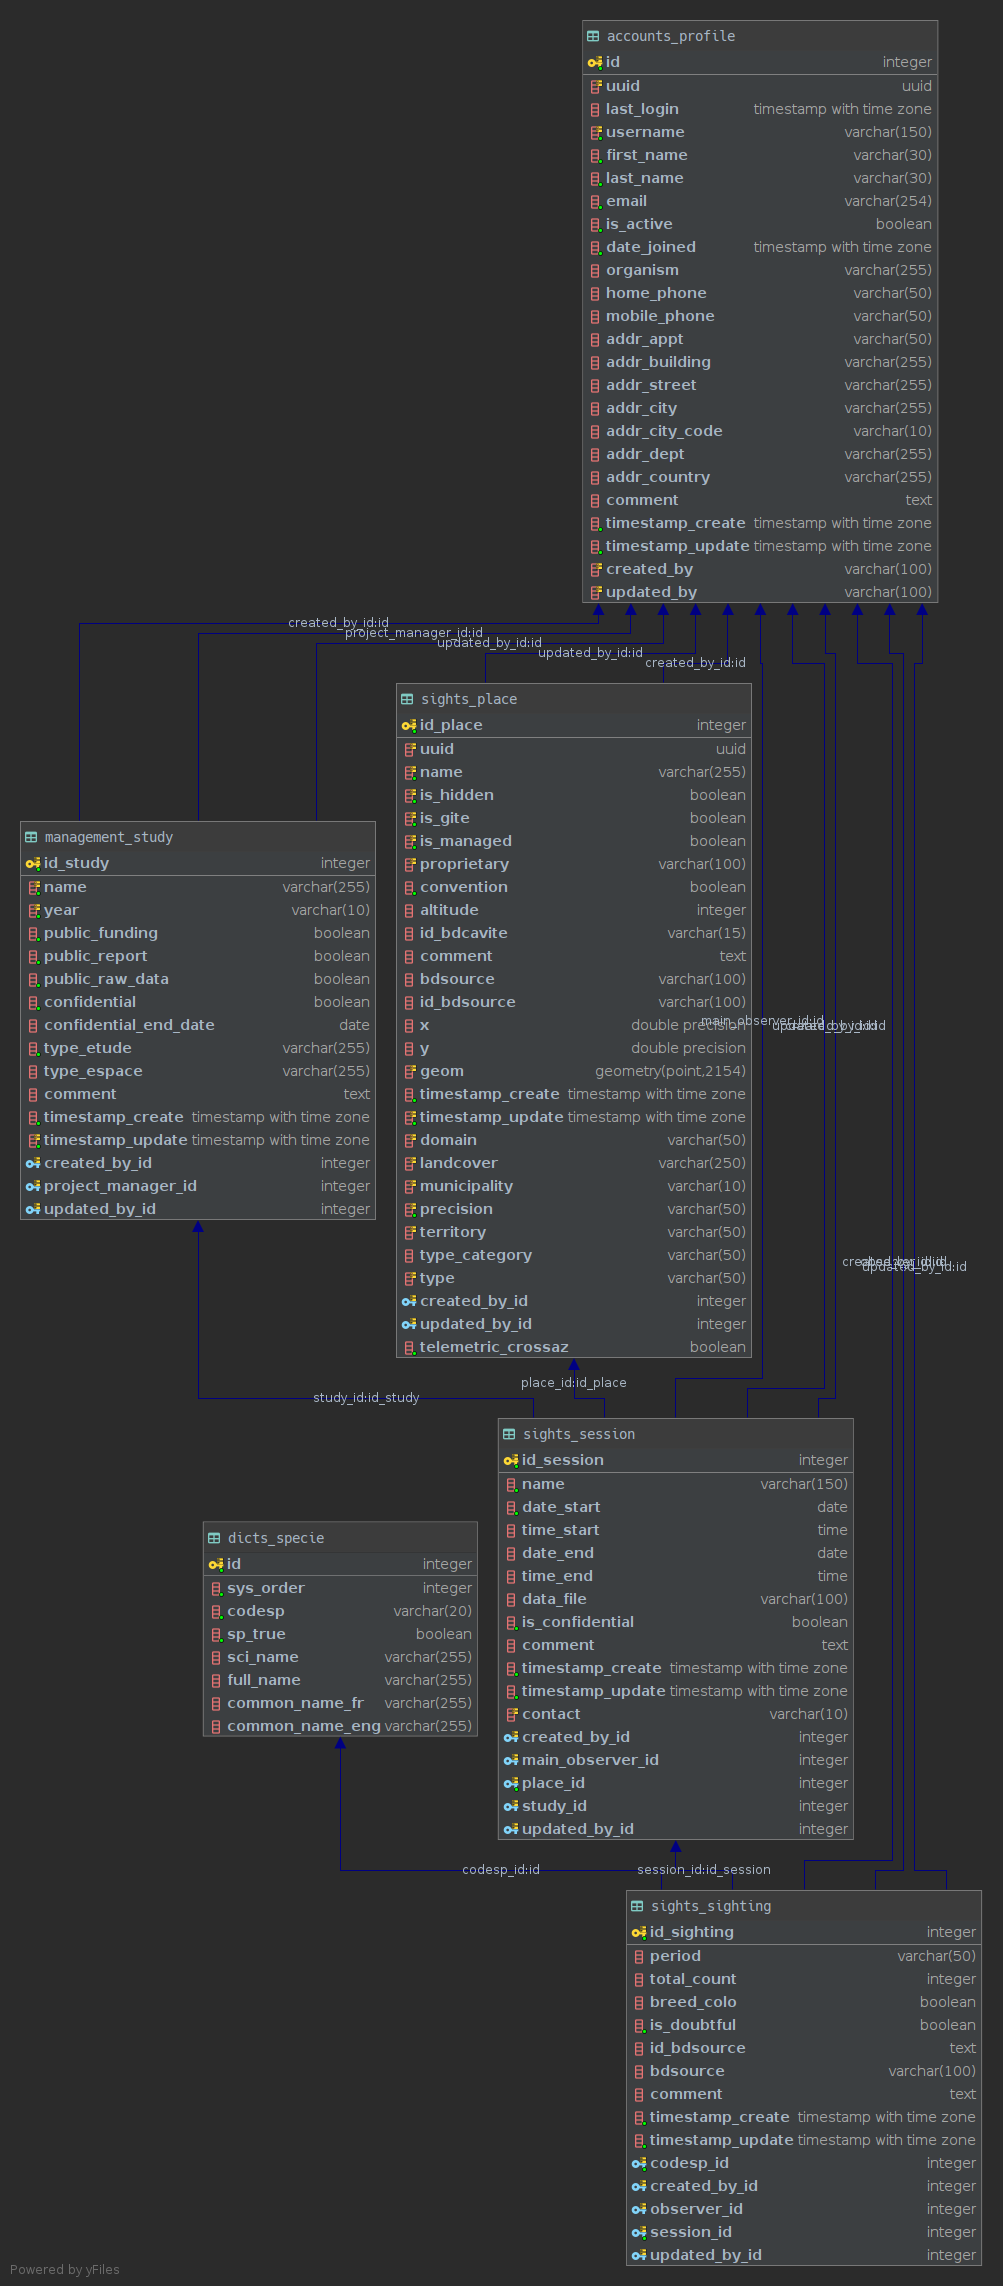 accounts_profile
id integer
uuid uuid
last_login timestamp with time zone
username varchar(150)
first_name varchar(30)
last_name varchar(30)
email varchar(254)
is_active boolean
date_joined timestamp with time zone
organism varchar(255)
home_phone varchar(50)
mobile_phone varchar(50)
addr_appt varchar(50)
addr_building varchar(255)
addr_street varchar(255)
addr_city varchar(255)
addr_city_code varchar(10)
addr_dept varchar(255)
addr_country varchar(255)
comment text
timestamp_create timestamp with time zone
timestamp_update timestamp with time zone
created_by varchar(100)
updated_by varchar(100)
created_by_id:id
project_manager_id:id
updated_by_id:id
updated_by_id:id
created_by_id:id
sights_place
id_place integer
uuid uuid
name varchar(255)
is_hidden boolean
is_gite boolean
is_managed boolean
proprietary varchar(100)
convention boolean
altitude integer
id_bdcavite varchar(15)
comment text
bdsource varchar(100)
id_bdsource varchar(100)
x double precision
y double precision
geom geometry(point,2154)
timestamp_create timestamp with time zone
timestamp_update timestamp with time zone
domain varchar(50)
landcover varchar(250)
municipality varchar(10)
precision varchar(50)
territory varchar(50)
type_category varchar(50)
type varchar(50)
created_by_id integer
updated_by_id integer
telemetric_crossaz boolean
management_study
id_study integer
name varchar(255)
year varchar(10)
public_funding boolean
public_report boolean
public_raw_data boolean
confidential boolean
confidential_end_date date
type_etude varchar(255)
type_espace varchar(255)
comment text
timestamp_create timestamp with time zone
timestamp_update timestamp with time zone
created_by_id integer
project_manager_id integer
updated_by_id integer
main_observer_id:id
updated_by_id:id
place_id:id_place
study_id:id_study
sights_session
id_session integer
name varchar(150)
date_start date
time_start time
date_end date
time_end time
data_file varchar(100)
is_confidential boolean
comment text
timestamp_create timestamp with time zone
timestamp_update timestamp with time zone
contact varchar(10)
created_by_id integer
main_observer_id integer
place_id integer
study_id integer
updated_by_id integer
dicts_specie
id integer
sys_order integer
codesp varchar(20)
sp_true boolean
sci_name varchar(255)
full_name varchar(255)
common_name_fr varchar(255)
common_name_eng varchar(255)
codesp_id:id
session_id:id_session
sights_sighting
id_sighting integer
period varchar(50)
total_count integer
breed_colo boolean
is_doubtful boolean
id_bdsource text
bdsource varchar(100)
comment text
timestamp_create timestamp with time zone
timestamp_update timestamp with time zone
codesp_id integer
created_by_id integer
observer_id integer
session_id integer
updated_by_id integer
Powered by yFiles